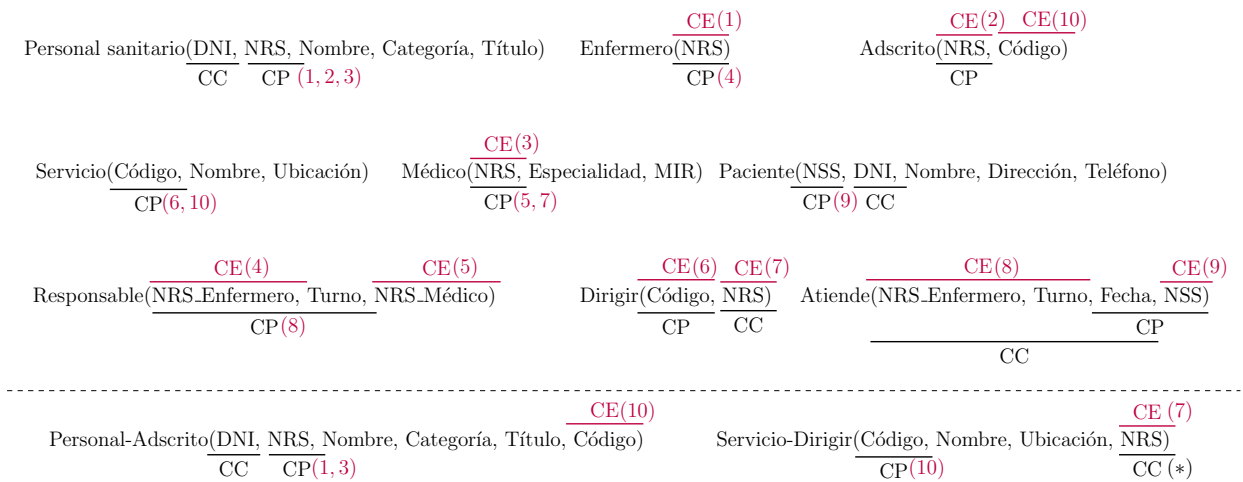 CE(1) CE(2) CE(10)
Personal sanitario(DNI, NRS, Nombre, Categoría, Título) Enfermero(NRS) Adscrito(NRS, Código)
CC CP (1, 2, 3) CP(4) CP
CE(3)
Servicio(Código, Nombre, Ubicación) Médico(NRS, Especialidad, MIR) Paciente(NSS, DNI, Nombre, Dirección, Teléfono)
CP(6, 10) CP(5, 7) CP(9) CC
CE(4) CE(5) CE(6) CE(7) CE(8) CE(9)
Responsable(NRS_Enfermero, Turno, NRS_Médico) Dirigir(Código, NRS) Atiende(NRS_Enfermero, Turno, Fecha, NSS)
CP(8) CP CC CP
CC
CE(10) CE (7)
Personal-Adscrito(DNI, NRS, Nombre, Categoría, Título, Código) Servicio-Dirigir(Código, Nombre, Ubicación, NRS)
CC CP(1, 3) CP(10) CC (*)